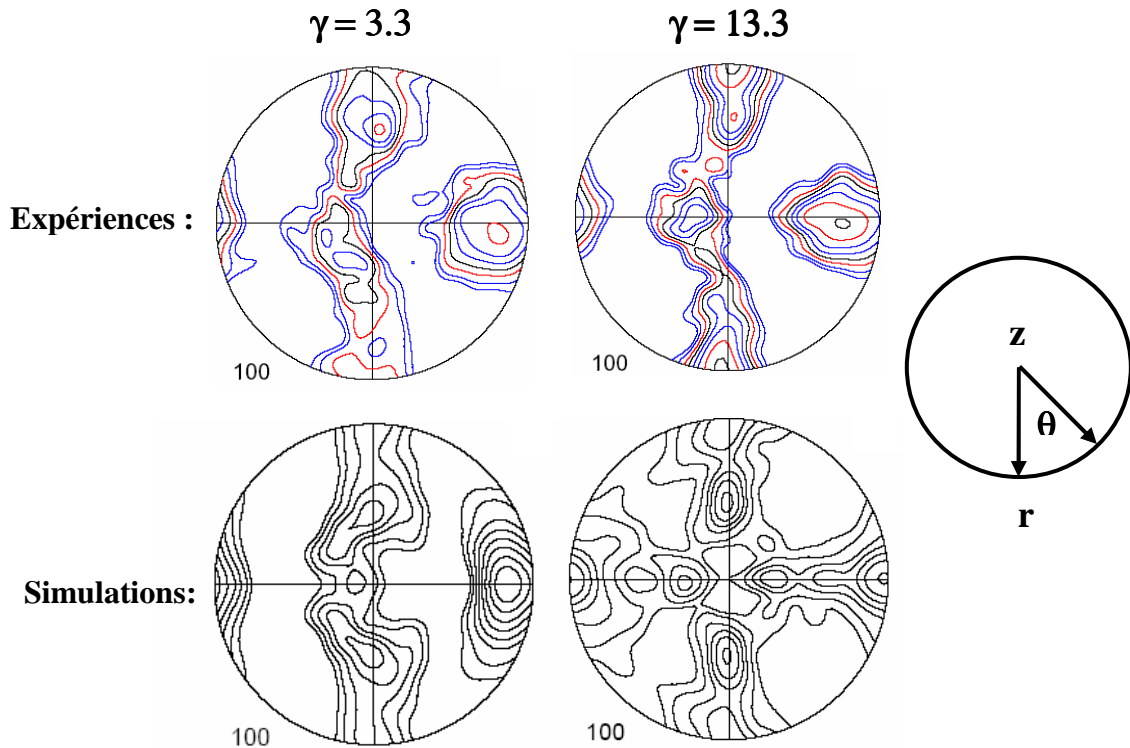 γ = 3.3
γ = 13.3
Expériences :
100
100
z
θ
r
Simulations:
100
100